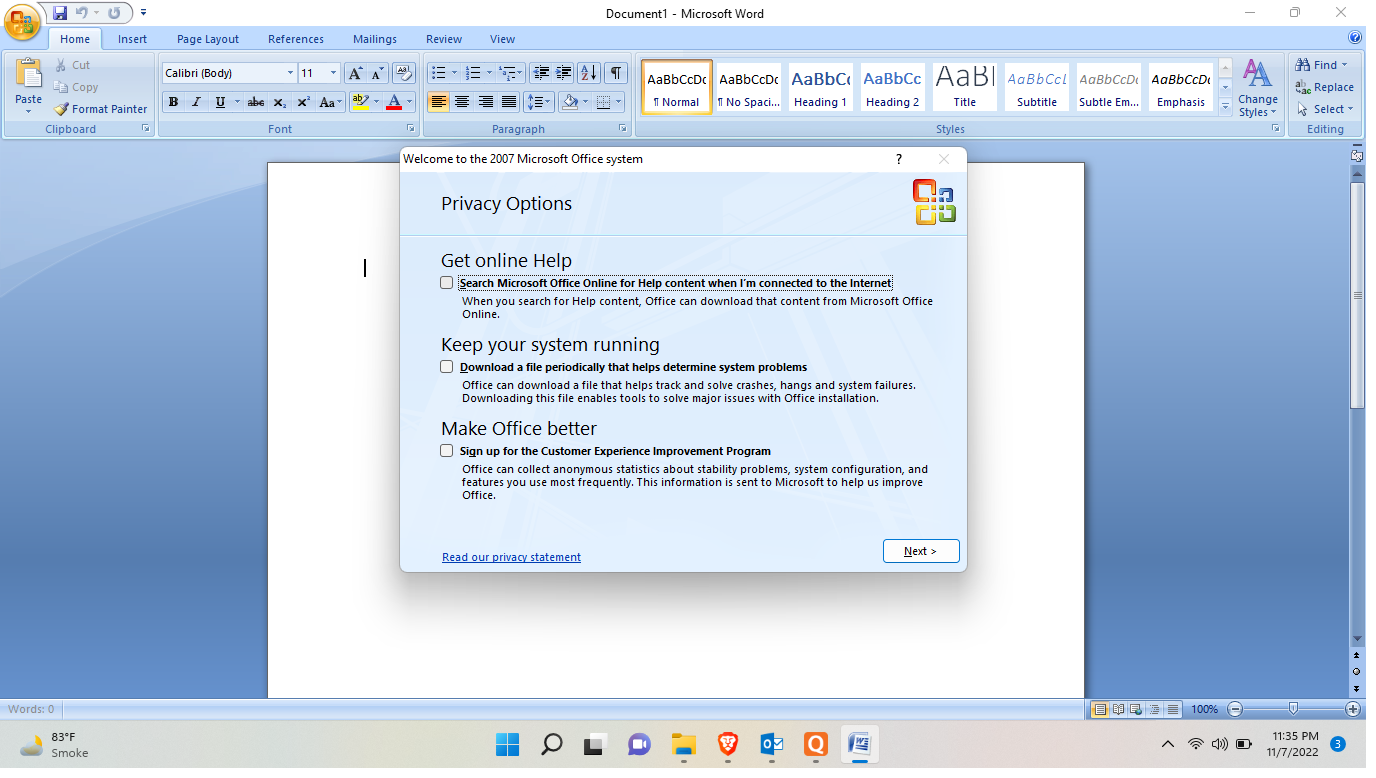 Document1 - Microsoft Word
Home Insert Page Layout References Mailings Review View
Paste
Cut
Copy
Format Painter
Clipboard
Calibri (Body) 11
B I U abc x₂ x² Aa
ab A
Font
Paragraph
AaBbCcDc AaBbCcDc AaBbCc AaBbCc AaB AaBbCcL AaBbCcDc AaBbCcDc
¶ Normal ¶ No Spaci... Heading 1 Heading 2 Title Subtitle Subtle Em... Emphasis
Change
Styles
Styles
Find
Replace
Select
Editing
Welcome to the 2007 Microsoft Office system ?
Privacy Options
Get online Help
Search Microsoft Office Online for Help content when I'm connected to the Internet
When you search for Help content, Office can download that content from Microsoft Office
Online.
Keep your system running
Download a file periodically that helps determine system problems
Office can download a file that helps track and solve crashes, hangs and system failures.
Downloading this file enables tools to solve major issues with Office installation.
Make Office better
Sign up for the Customer Experience Improvement Program
Office can collect anonymous statistics about stability problems, system configuration, and
features you use most frequently. This information is sent to Microsoft to help us improve
Office.
Read our privacy statement
Next >
Words: 0
100%
83°F
Smoke
11:35 PM
11/7/2022
3